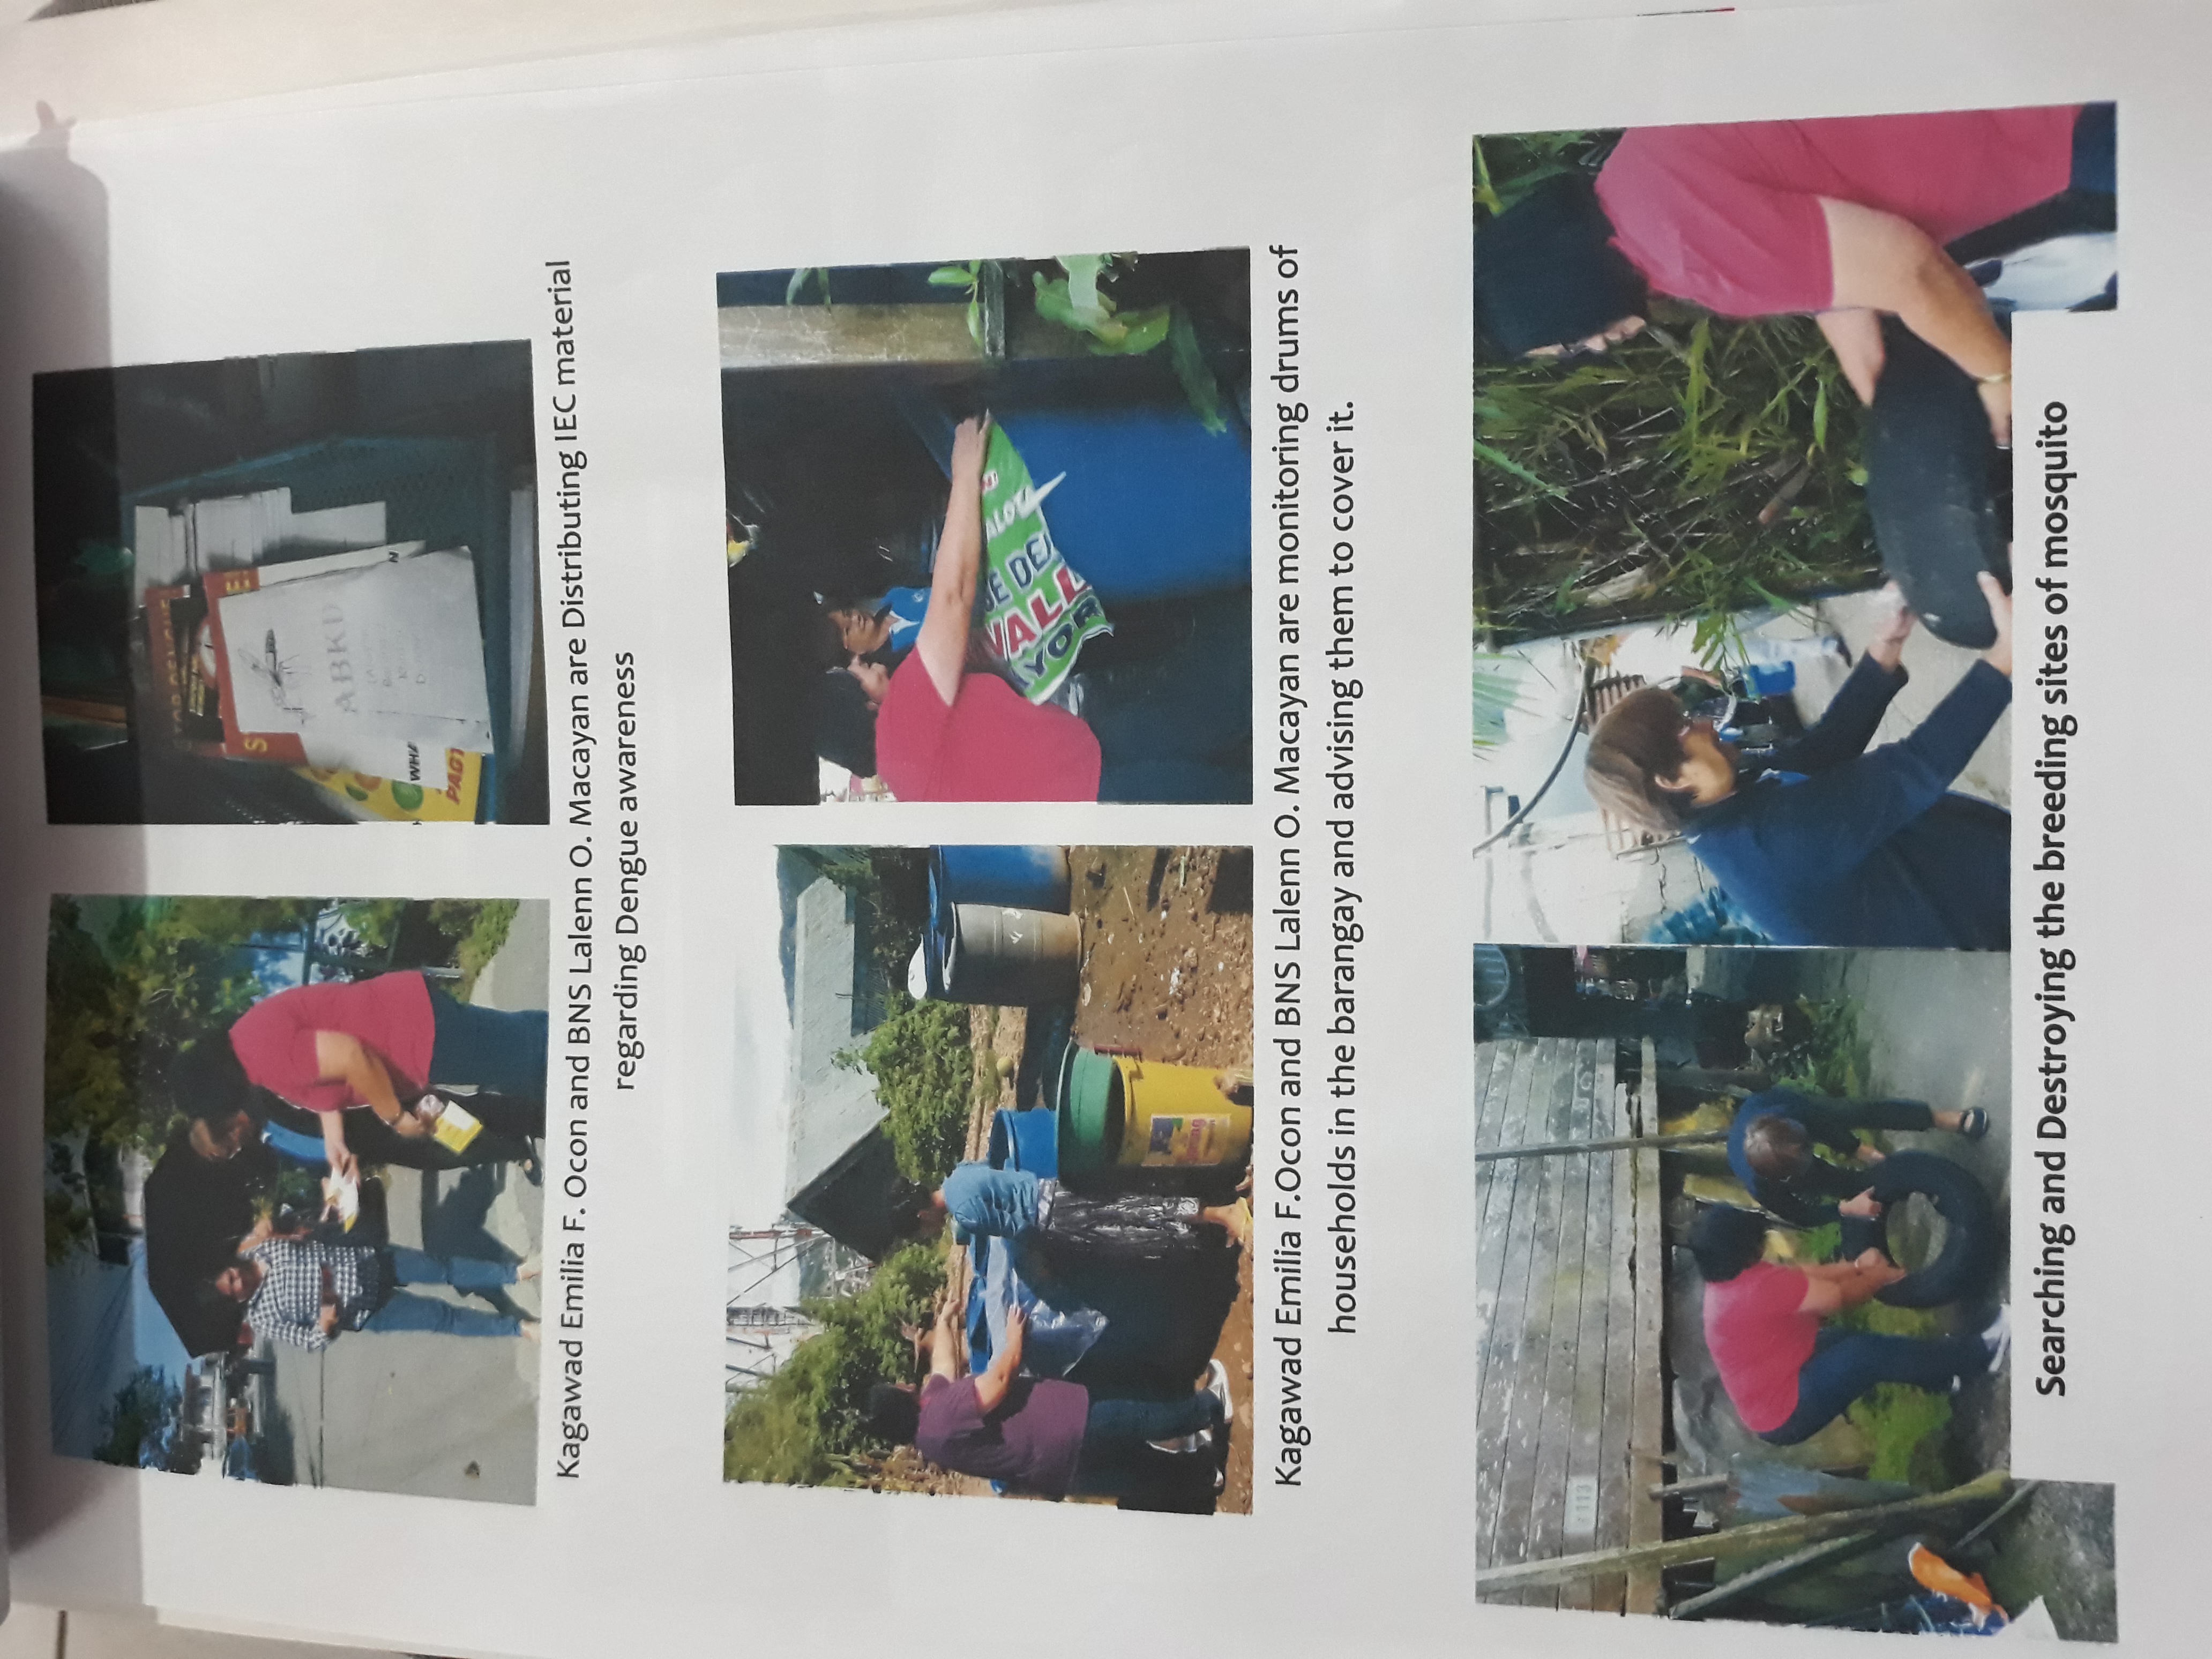 ABKD
Kagawad Emilia F. Ocon and BNS Lalenn O. Macayan are Distributing IEC material
regarding Dengue awareness
Kagawad Emilia F.Ocon and BNS Lalenn O. Macayan are monitoring drums of
households in the barangay and advising them to cover it.
113
Searching and Destroying the breeding sites of mosquito